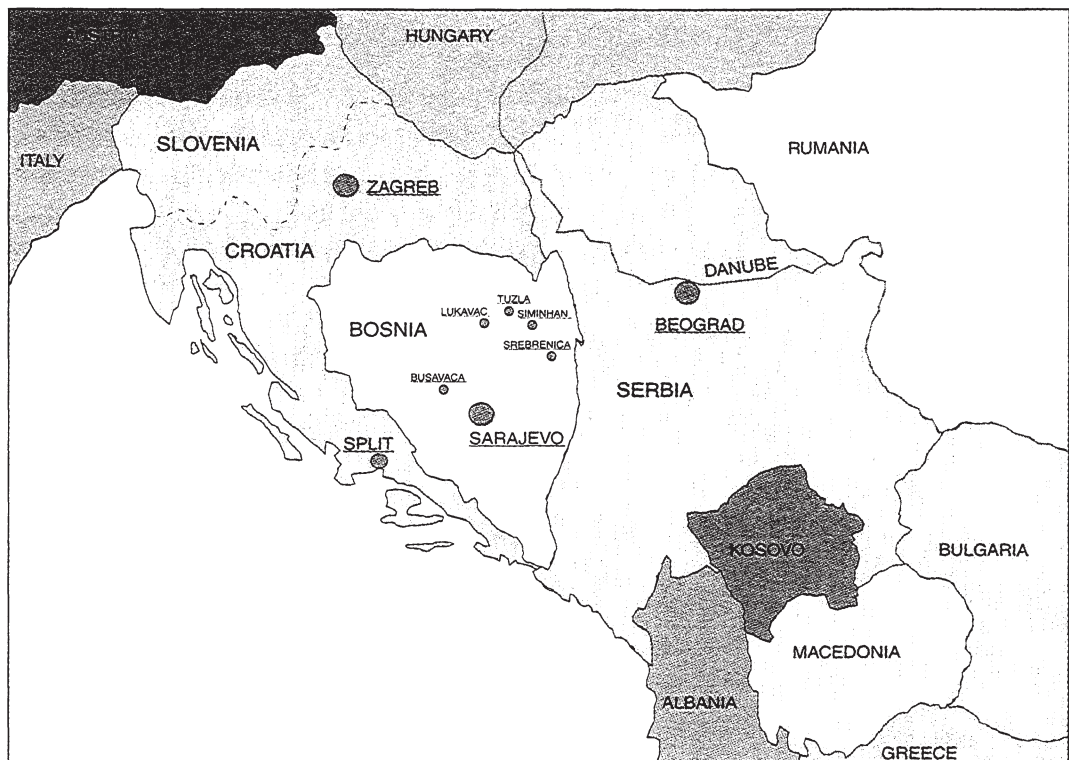 AUSTRIA
HUNGARY
SLOVENIA
ITALY
RUMANIA
ZAGREB
CROATIA
DANUBE
TUZLA
LUKAVAC
SIMINHAN
BOSNIA
BEOGRAD
SREBRENICA
BUSAVACA
SERBIA
SARAJEVO
SPLIT
KOSOVO
BULGARIA
MACEDONIA
ALBANIA
GREECE